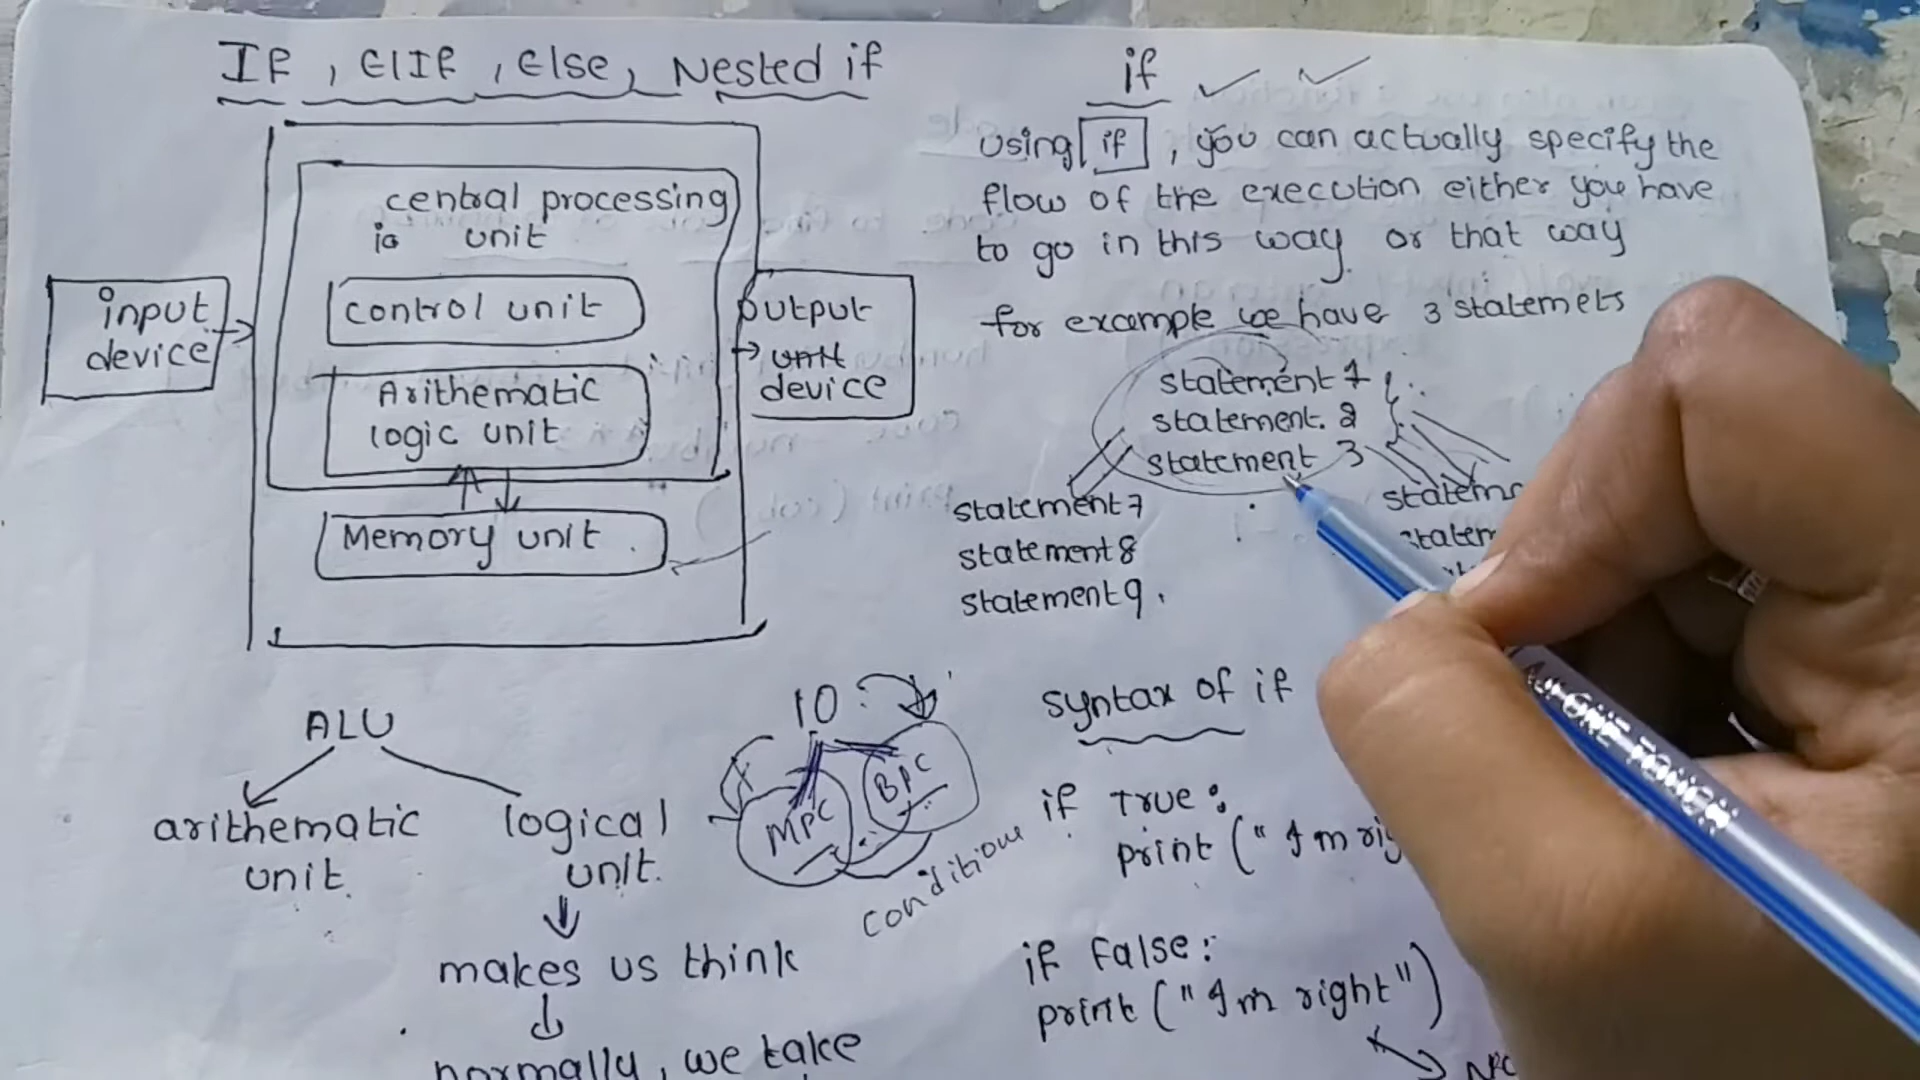 If, ElIf, Else, Nested if
central processing
unit
control unit
Arithematic
logic unit
Memory unit
input
device
output
unit
device
ALU
arithematic
unit
logical
unit.
makes us think
normally, we take
10
MPC
BPC
conditions
if
Using if, you can actually specify the
flow of the execution either you have
to go in this way or that way
for example we have 3 statemets
statement 1
statement. 2
statement 3
statement 7
statement 8
statement 9.
syntax of if
if True:
print ("I'm
if False:
print ("I'm right")